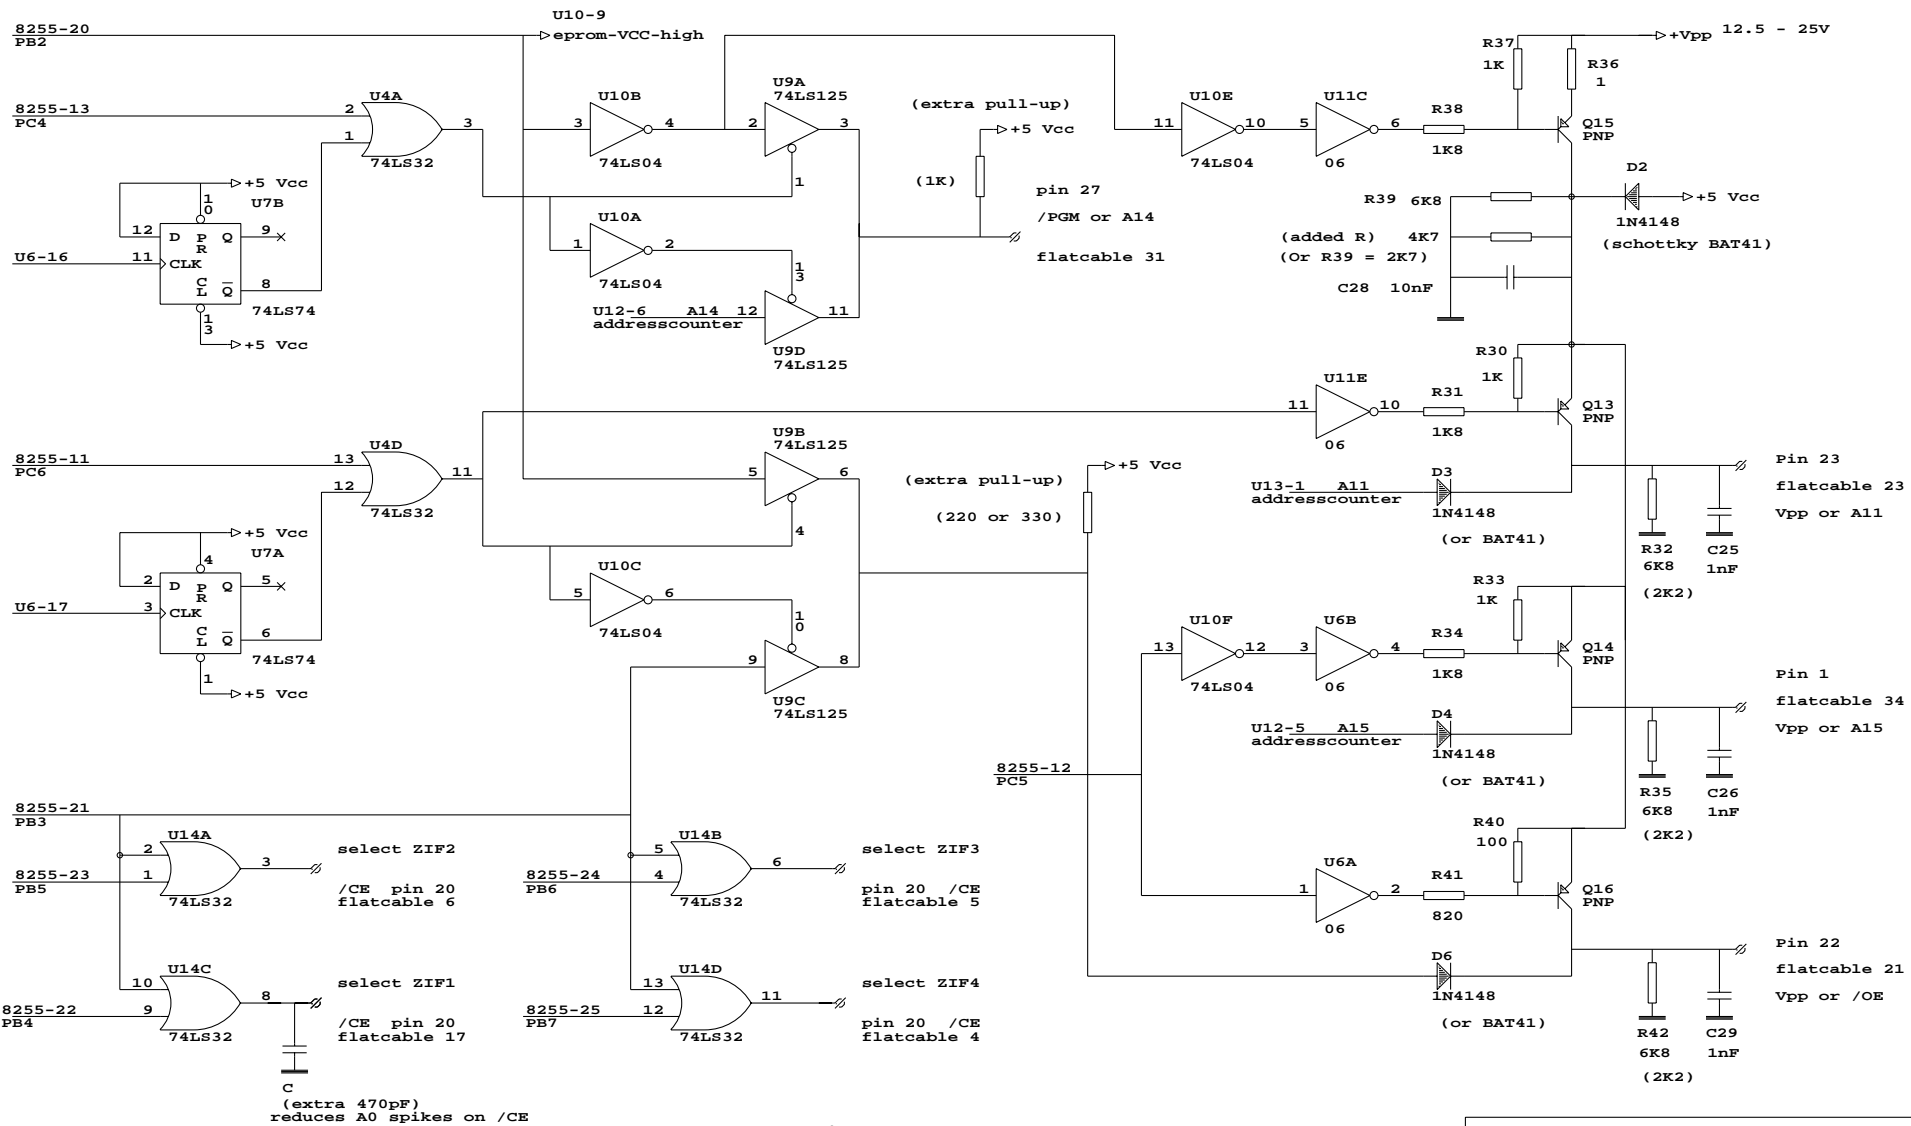 U10-9
eprom-VCC-high
8255-20
PB2
8255-13
PC4
2
1
U4A
3
74LS32
+5 Vcc
U7B
1
0
12
D
P
R
Q
9
U6-16
11
CLK
C
L
Q
8
74LS74
1
3
+5 Vcc
U10B
3
4
74LS04
U9A
74LS125
2
3
1
U10A
1
2
74LS04
1
3
U12-6 A14 12
addresscounter
11
U9D
74LS125
(extra pull-up)
+5 Vcc
(1K)
pin 27
/PGM or A14
flatcable 31
U10E
11
10
74LS04
U11C
5
6
06
R38
1K8
R37
1K
R36
1
+Vpp 12.5 - 25V
Q15
PNP
D2
+5 Vcc
1N4148
(schottky BAT41)
R39 6K8
(added R) 4K7
(Or R39 = 2K7)
C28 10nF
R30
1K
U11E
11
10
06
R31
1K8
Q13
PNP
U13-1 A11
addresscounter
D3
1N4148
(or BAT41)
Pin 23
flatcable 23
Vpp or A11
R32
6K8
(2K2)
C25
1nF
8255-11
PC6
13
12
U4D
11
74LS32
+5 Vcc
U7A
4
2
D
P
R
Q
5
U6-17
3
CLK
C
L
Q
6
74LS74
1
+5 Vcc
U9B
74LS125
5
6
4
U10C
5
6
74LS04
1
0
9
8
U9C
74LS125
(extra pull-up)
+5 Vcc
(220 or 330)
R33
1K
U10F
13
12
74LS04
U6B
3
4
06
R34
1K8
Q14
PNP
U12-5 A15
addresscounter
D4
1N4148
(or BAT41)
Pin 1
flatcable 34
Vpp or A15
R35
6K8
(2K2)
C26
1nF
8255-12
PC5
R40
100
U6A
1
2
06
R41
820
Q16
PNP
D6
1N4148
(or BAT41)
Pin 22
flatcable 21
Vpp or /OE
R42
6K8
(2K2)
C29
1nF
8255-21
PB3
U14A
2
1
3
74LS32
8255-23
PB5
select ZIF2
/CE pin 20
flatcable 6
U14B
5
4
6
74LS32
8255-24
PB6
select ZIF3
pin 20 /CE
flatcable 5
U14C
10
9
8
74LS32
8255-22
PB4
select ZIF1
/CE pin 20
flatcable 17
U14D
13
12
11
74LS32
8255-25
PB7
select ZIF4
pin 20 /CE
flatcable 4
C
(extra 470pF)
reduces A0 spikes on /CE